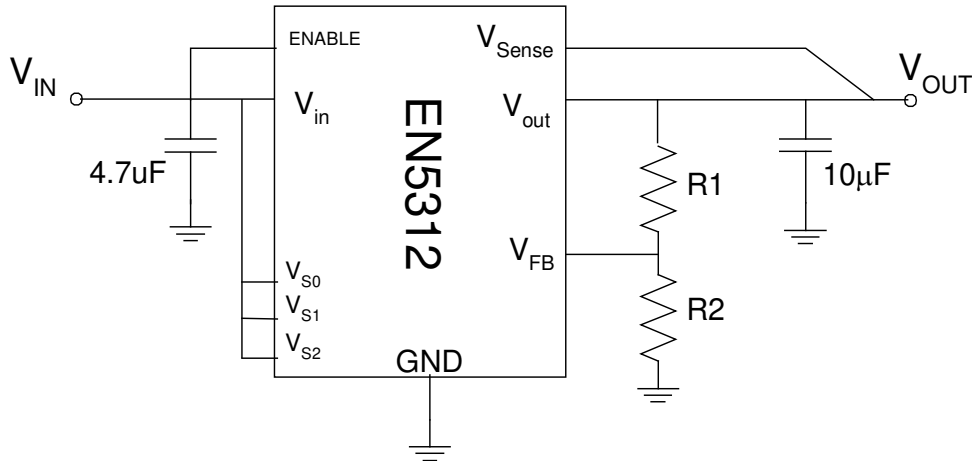 ENABLE
V_IN
V_in
4.7uF
V_S0
V_S1
V_S2
EN5312
GND
V_Sense
V_out
V_FB
V_OUT
R1
R2
10μF